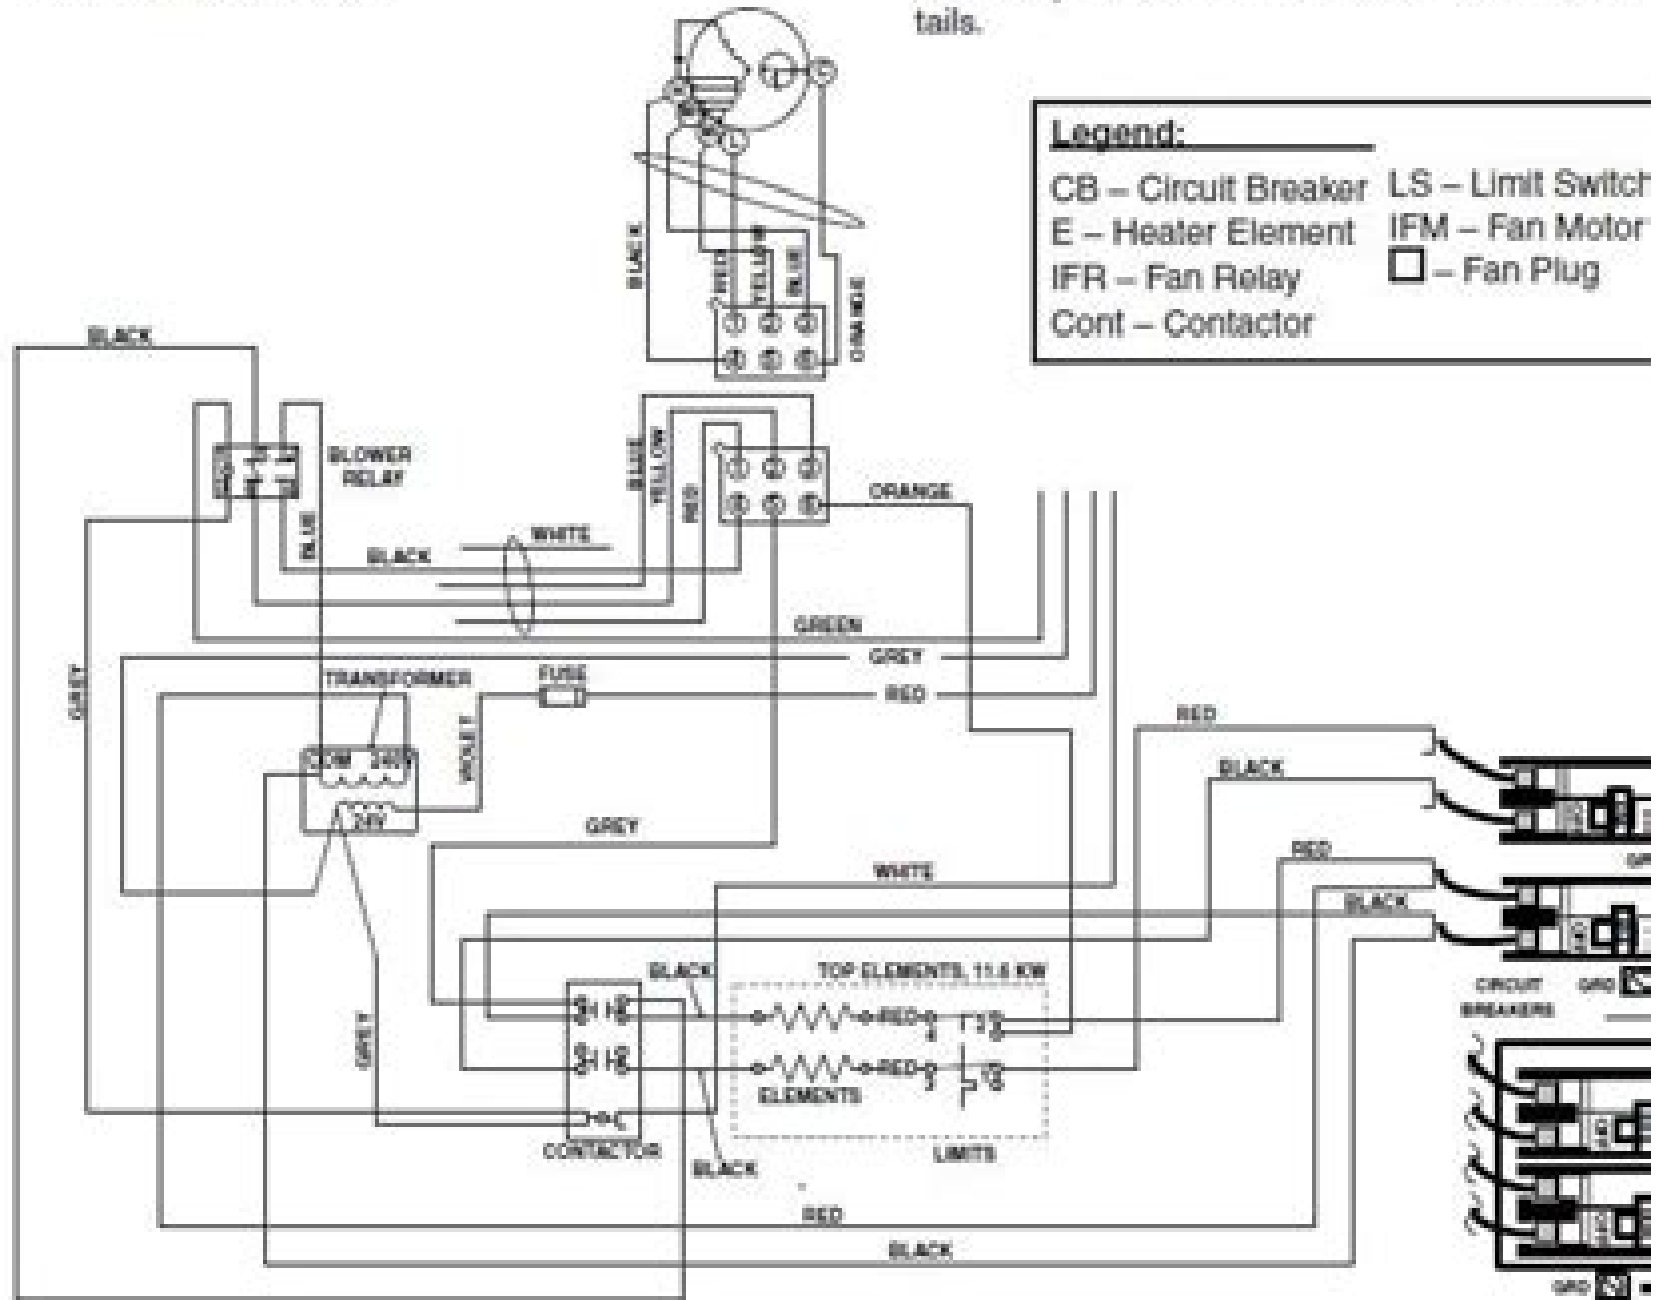 tails.
Legend:
CB – Circuit Breaker
LS – Limit Switch
E – Heater Element
IFM – Fan Motor
IFR – Fan Relay
– Fan Plug
Cont – Contactor
BLACK
RED
YELLOW
BLUE
ORANGE
BLACK
BLOWER
RELAY
BLUE
BLUE
YELLOW
RED
ORANGE
WHITE
BLACK
GREEN
GREY
GREY
TRANSFORMER
FUSE
RED
VIOLET
COM 240V
24V
GREY
RED
BLACK
WHITE
RED
BLACK
BLACK
TOP ELEMENTS, 11.6 KW
RED
RED
ELEMENTS
GREY
CONTACTOR
BLACK
LIMITS
CIRCUIT
BREAKERS
GRD
RED
BLACK
GRD